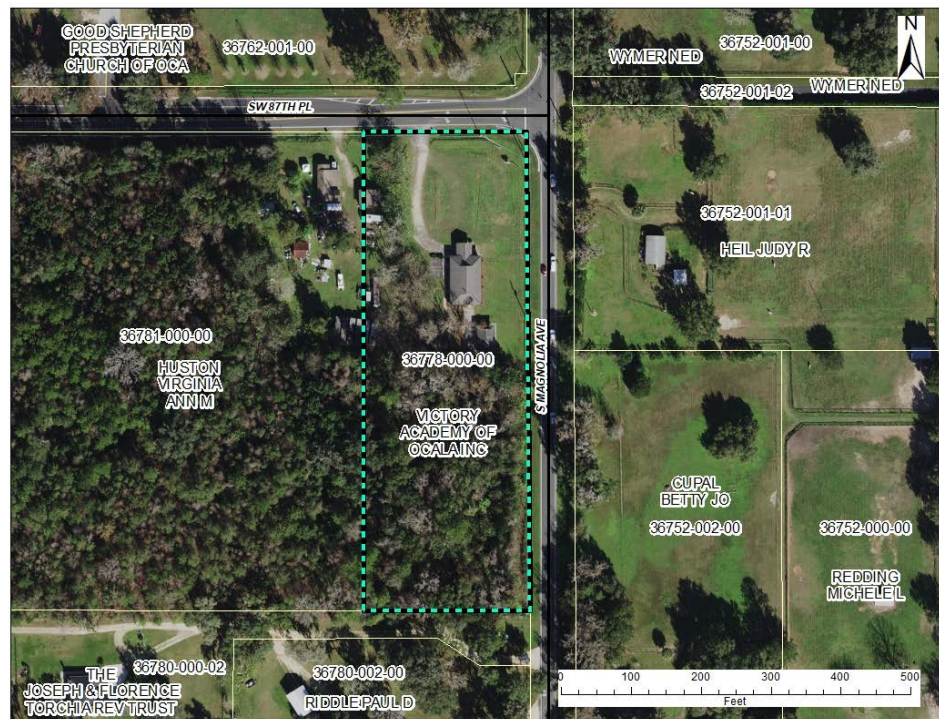 GOOD SHEPHERD
PRESBYTERIAN
CHURCH OF OCA
36762-001-00
SW 87TH PL
WYMER NED
36752-001-00
N
36752-001-02
WYMER NED
36752-001-01
HEIL JUDY R
36781-000-00
HUSTON
VIRGINIA
ANN M
36778-000-00
VICTORY
ACADEMY OF
OCALA INC
S MAGNOLIA AVE
CUPAL
BETTY JO
36752-002-00
36752-000-00
REDDING
MICHELE L
THE
JOSEPH & FLORENCE
TORCHIA REV TRUST
36780-000-02
36780-002-00
RIDDLE PAUL D
0 100 200 300 400 500
Feet